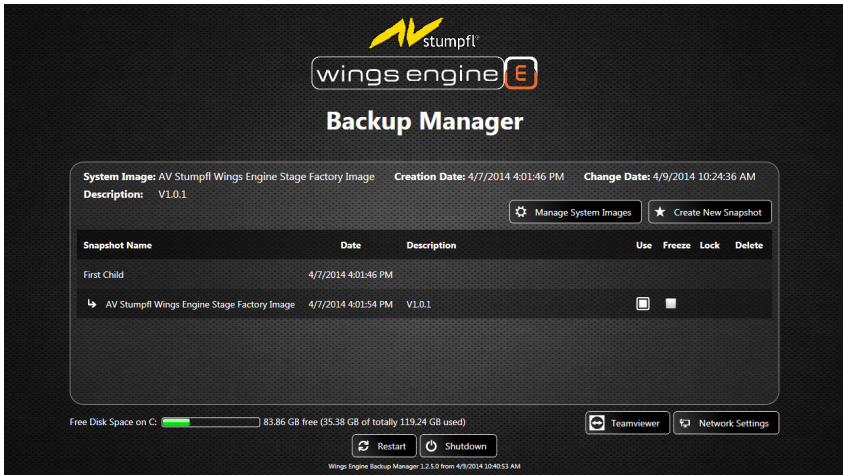 AV
stumpfl®
wings engine E
Backup Manager
System Image: AV Stumpfl Wings Engine Stage Factory Image Creation Date: 4/7/2014 4:01:46 PM Change Date: 4/9/2014 10:24:36 AM
Description: V1.0.1
Manage System Images Create New Snapshot
Snapshot Name Date Description Use Freeze Lock Delete
First Child 4/7/2014 4:01:46 PM
AV Stumpfl Wings Engine Stage Factory Image 4/7/2014 4:01:54 PM V1.0.1
Free Disk Space on C: 83.86 GB free (35.38 GB of totally 119.24 GB used)
Teamviewer Network Settings
Restart Shutdown
Wings Engine Backup Manager 1.2.5.0 from 4/9/2014 10:40:53 AM